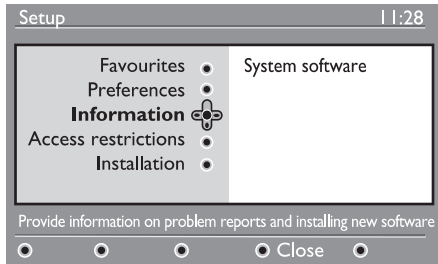 Setup 11:28
Favourites
Preferences
Information
Access restrictions
Installation
System software
Provide information on problem reports and installing new software
Close